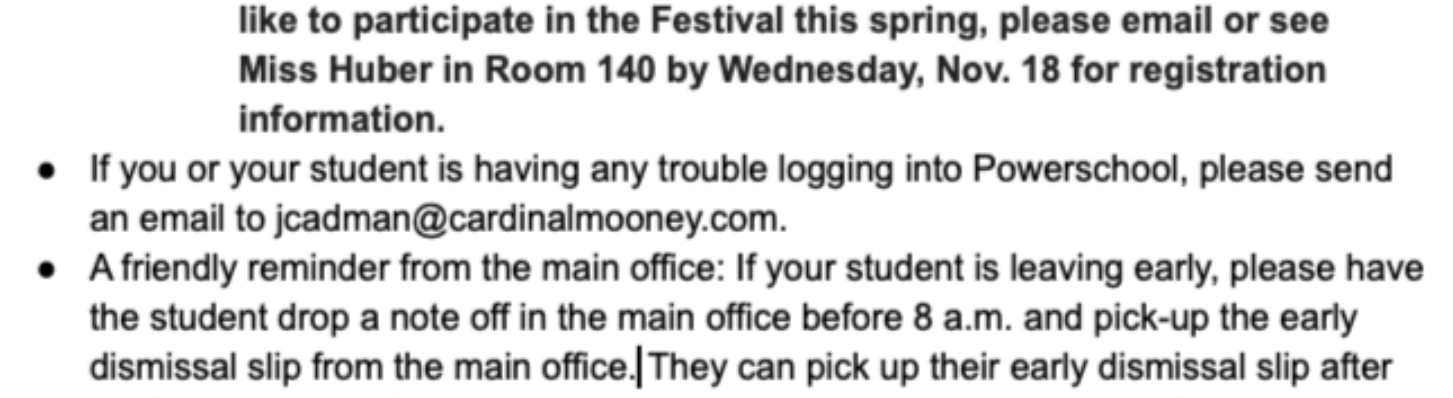 like to participate in the Festival this spring, please email or see
Miss Huber in Room 140 by Wednesday, Nov. 18 for registration
information.
● If you or your student is having any trouble logging into Powerschool, please send
an email to jcadman@cardinalmooney.com.
● A friendly reminder from the main office: If your student is leaving early, please have
the student drop a note off in the main office before 8 a.m. and pick-up the early
dismissal slip from the main office. They can pick up their early dismissal slip after